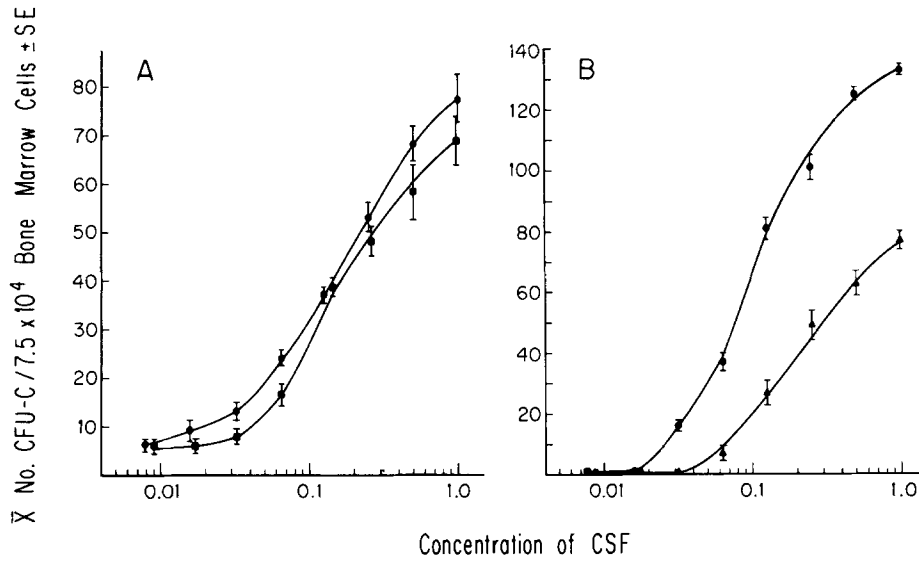 X̄ No. CFU-C / 7.5 x 10⁴ Bone Marrow Cells ± SE
A
80
70
60
50
40
30
20
10
0.01 0.1 1.0
B
140
120
100
80
60
40
20
0.01 0.1 1.0
Concentration of CSF